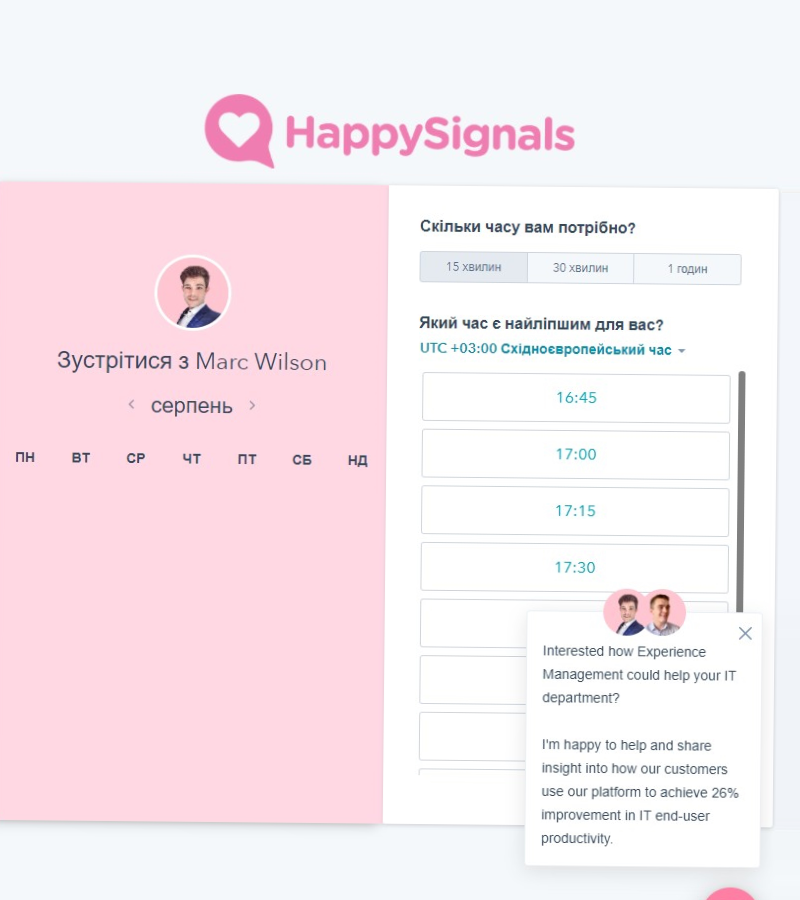 HappySignals
Зустрітися з Marc Wilson
серпень
ПН ВТ СР ЧТ ПТ СБ НД
Скільки часу вам потрібно?
15 хвилин 30 хвилин 1 годин
Який час є найліпшим для вас?
UTC +03:00 Східноєвропейський час
16:45
17:00
17:15
17:30
Interested how Experience
Management could help your IT
department?
I'm happy to help and share
insight into how our customers
use our platform to achieve 26%
improvement in IT end-user
productivity.